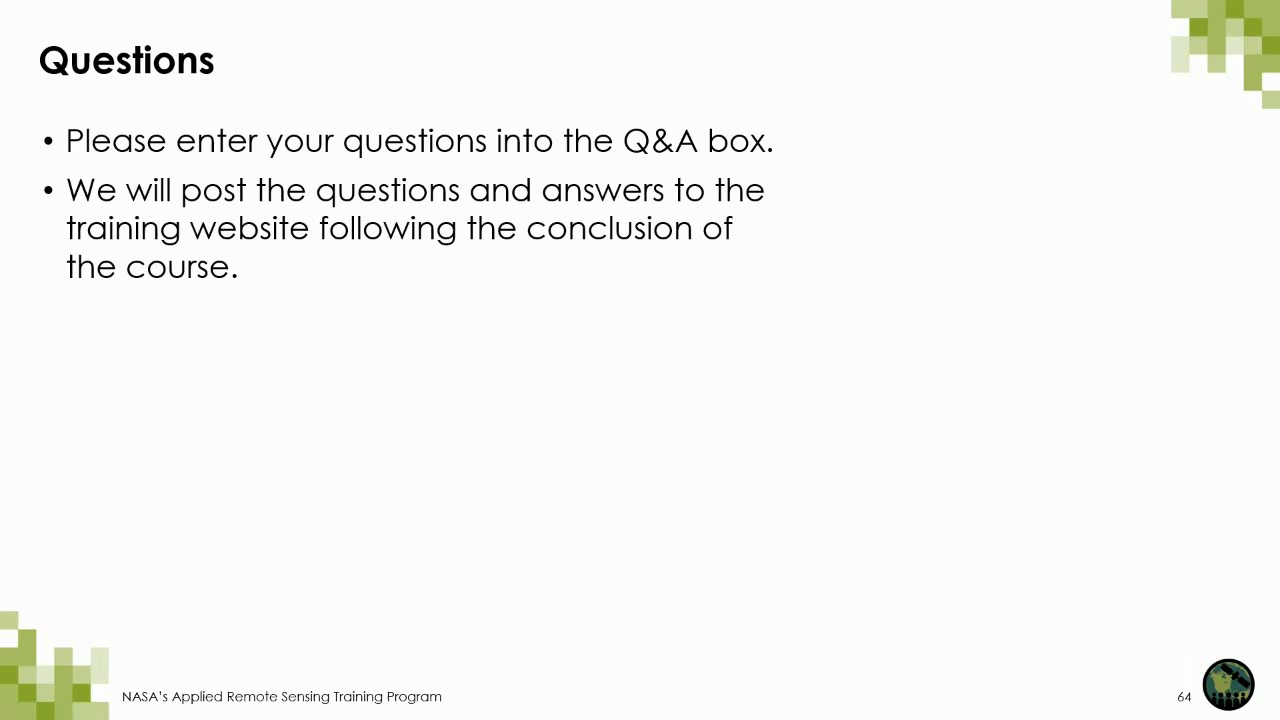 Questions
• Please enter your questions into the Q&A box.
• We will post the questions and answers to the
training website following the conclusion of
the course.
NASA's Applied Remote Sensing Training Program
64